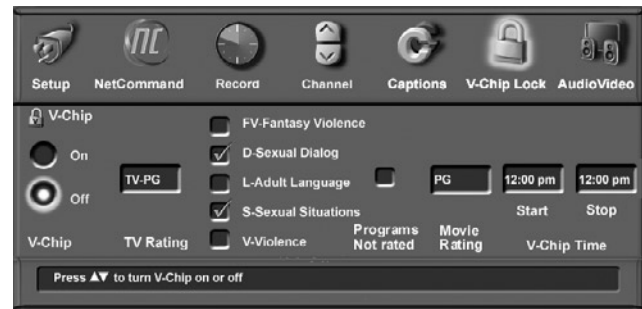 NC
Setup NetCommand Record Channel Captions V-Chip Lock AudioVideo
V-Chip
On
Off
V-Chip
TV-PG
TV Rating
FV-Fantasy Violence
D-Sexual Dialog
L-Adult Language
S-Sexual Situations
V-Violence
Programs
Not rated
PG
Movie
Rating
12:00 pm 12:00 pm
Start Stop
V-Chip Time
Press ▲▼ to turn V-Chip on or off